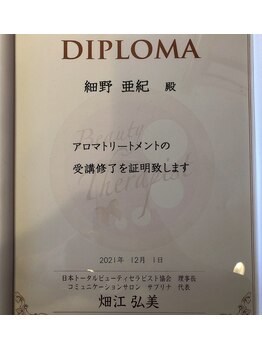 DIPLOMA
細野 亜紀 殿
Beauty
Therapist
アロマトリートメントの
受講修了を証明致します
2021年 12月 1日
日本トータルビューティセラピスト協会 理事長
コミュニケーションサロン サブリナ 代表
畑江 弘美